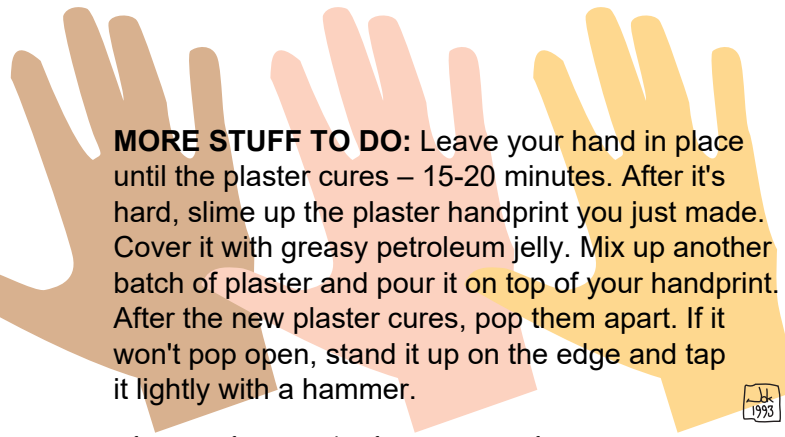 MORE STUFF TO DO: Leave your hand in place
until the plaster cures – 15-20 minutes. After it's
hard, slime up the plaster handprint you just made.
Cover it with greasy petroleum jelly. Mix up another
batch of plaster and pour it on top of your handprint.
After the new plaster cures, pop them apart. If it
won't pop open, stand it up on the edge and tap
it lightly with a hammer.
1993